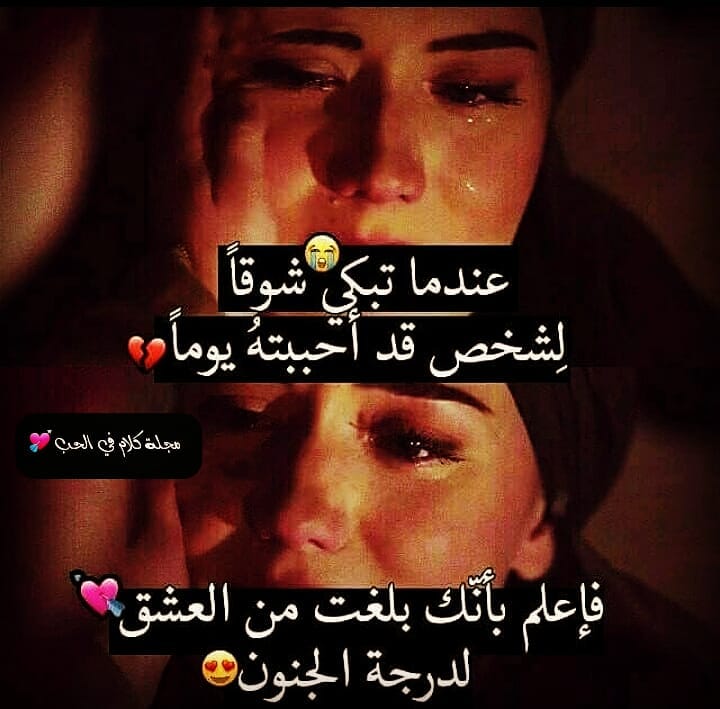 عندما تبكي😭شوقاً
لِشخص قد أحببتهُ يوماً💔
مجلة كلام في الحب 💘
فإعلم بأنّك بلغت من العشق💘
لدرجة الجنون😍